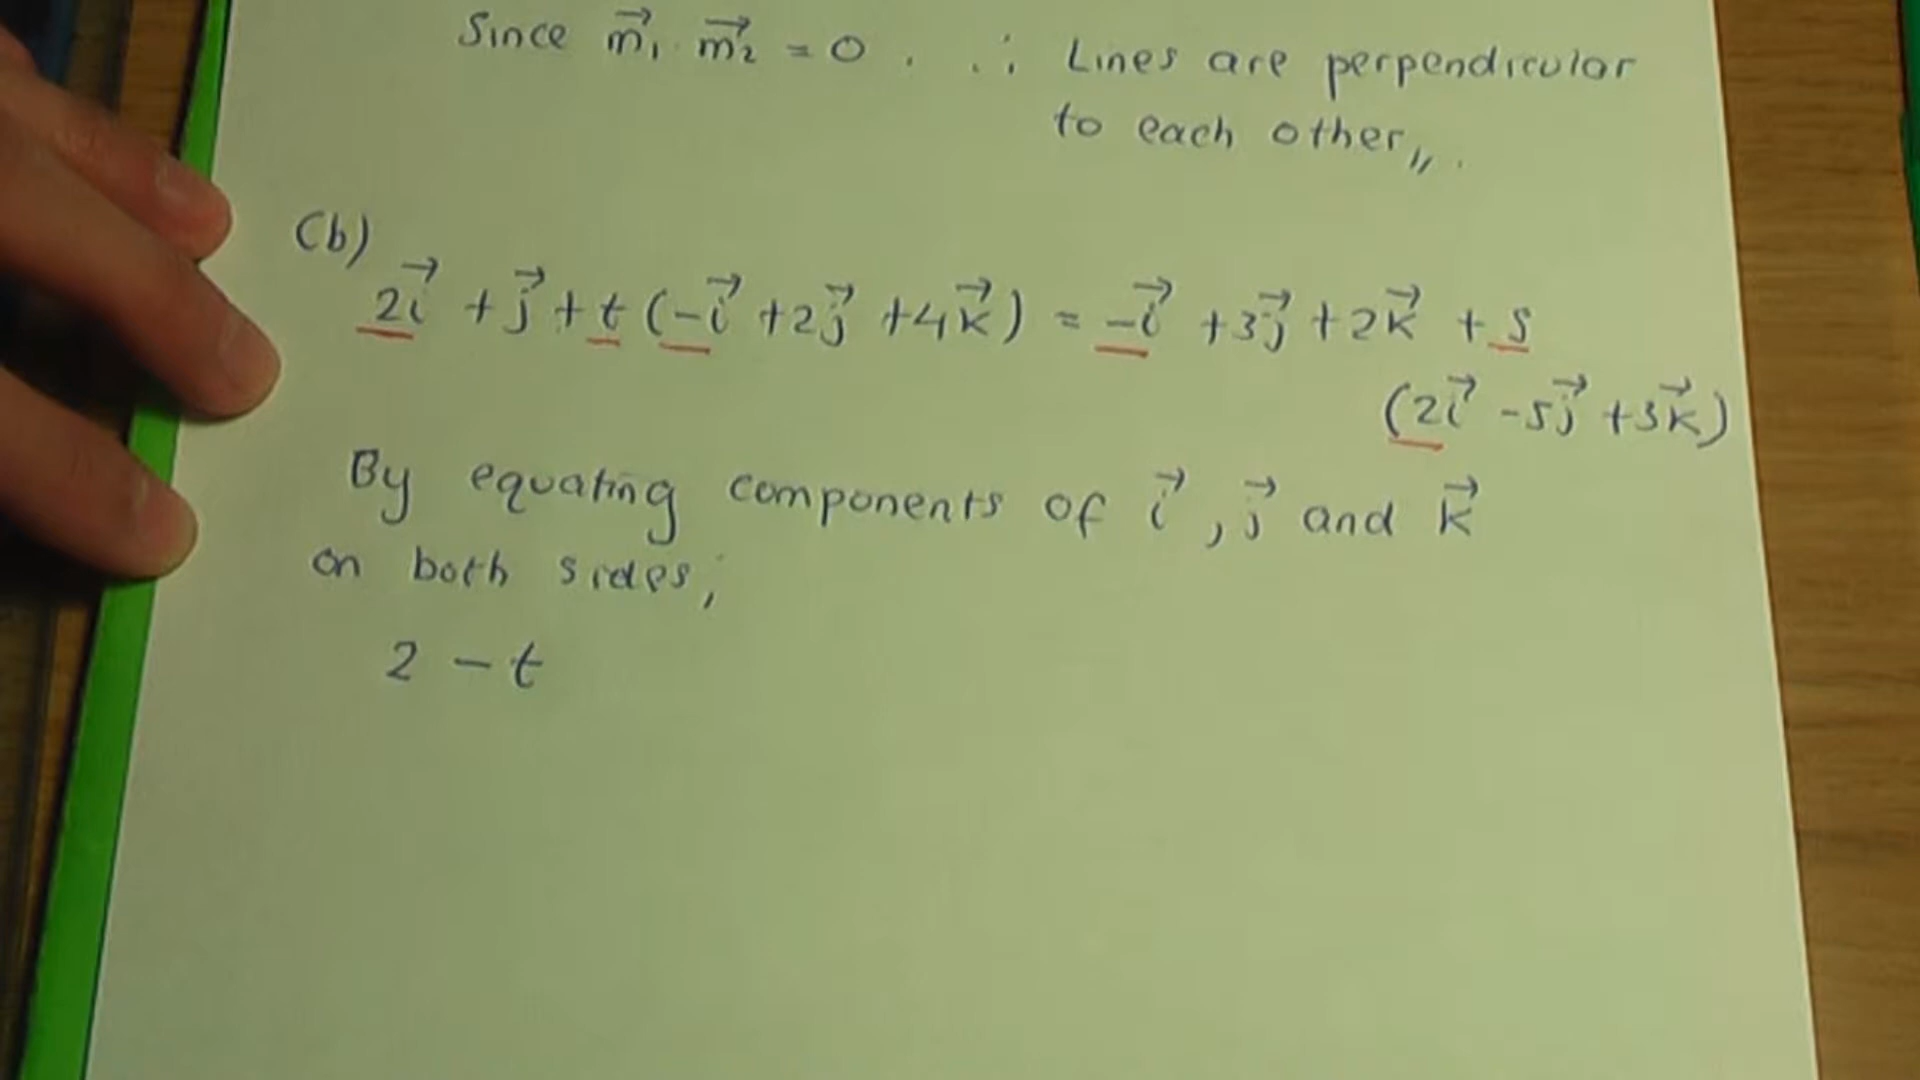 Since m⃗₁ · m⃗₂ = 0 . ∴ Lines are perpendicular
to each other,, .
(b)
2i⃗ + j⃗ + t (-i⃗ + 2j⃗ + 4k⃗) = -i⃗ + 3j⃗ + 2k⃗ + s
(2i⃗ - 5j⃗ + 3k⃗)
By equating components of i⃗ , j⃗ and k⃗
on both sides,
2 - t